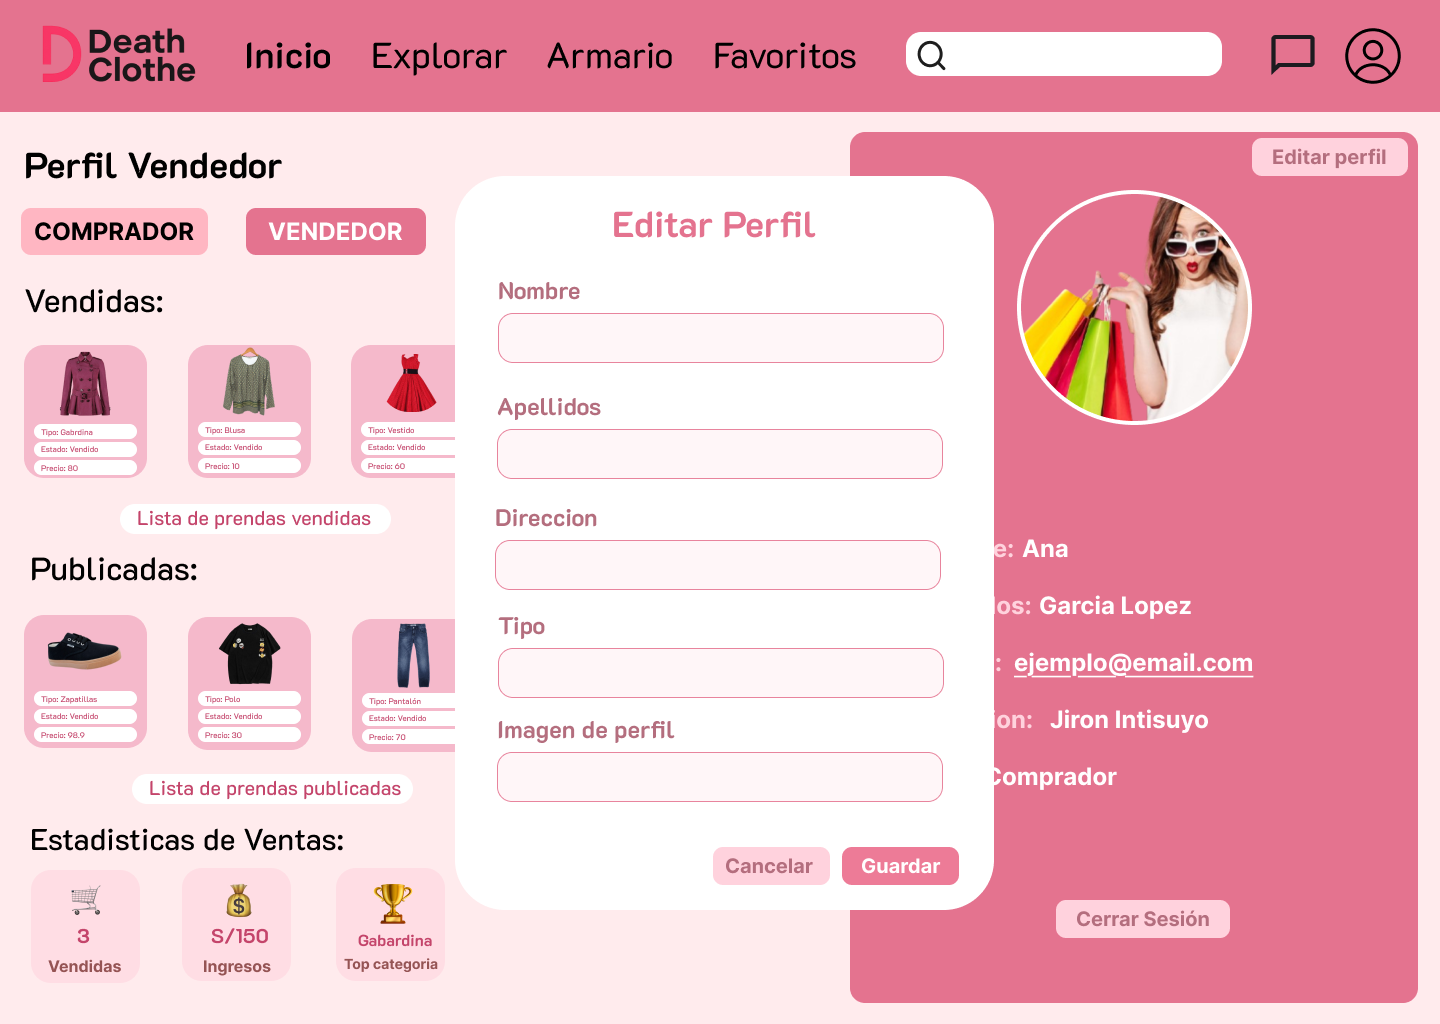 Death
Clothe
Inicio
Explorar
Armario
Favoritos
Perfil Vendedor
COMPRADOR
VENDEDOR
Vendidas:
Tipo: Gabrdina
Estado: Vendido
Precio: 80
Tipo: Blusa
Estado: Vendido
Precio: 10
Tipo: Vestido
Estado: Vendido
Precio: 60
Lista de prendas vendidas
Publicadas:
Tipo: Zapatillas
Estado: Vendido
Precio: 98.9
Tipo: Polo
Estado: Vendido
Precio: 30
Tipo: Pantalón
Estado: Vendido
Precio: 70
Lista de prendas publicadas
Estadisticas de Ventas:
3
Vendidas
S/150
Ingresos
Gabardina
Top categoria
Editar Perfil
Nombre
Apellidos
Direccion
Tipo
Imagen de perfil
Cancelar
Guardar
Editar perfil
e: Ana
los: Garcia Lopez
: ejemplo@email.com
ion: Jiron Intisuyo
Comprador
Cerrar Sesión